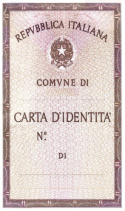 REPVBBLICA ITALIANA
COMVNE DI
CARTA D'IDENTITA'
N°.
DI